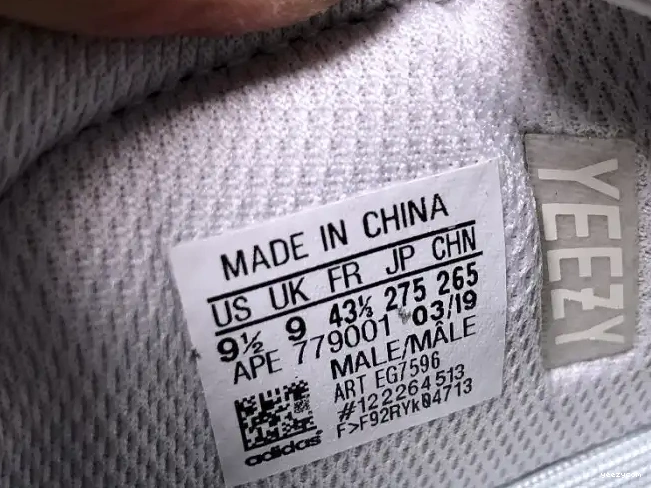 MADE IN CHINA
US UK FR JP CHN
9½ 9 43⅓ 275 265
APE 779001 03/19
MALE/MÂLE
ART EG7596
#122264513
F>F92RYk04713
adidas
YEEZY